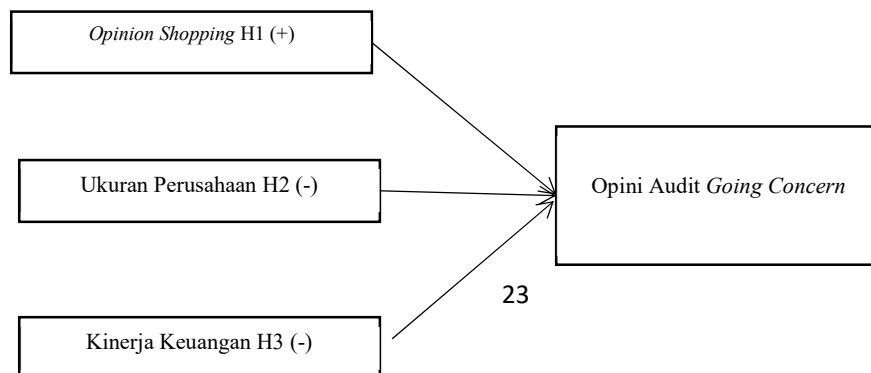 Opinion Shopping H1 (+)
Ukuran Perusahaan H2 (-)
Opini Audit Going Concern
23
Kinerja Keuangan H3 (-)